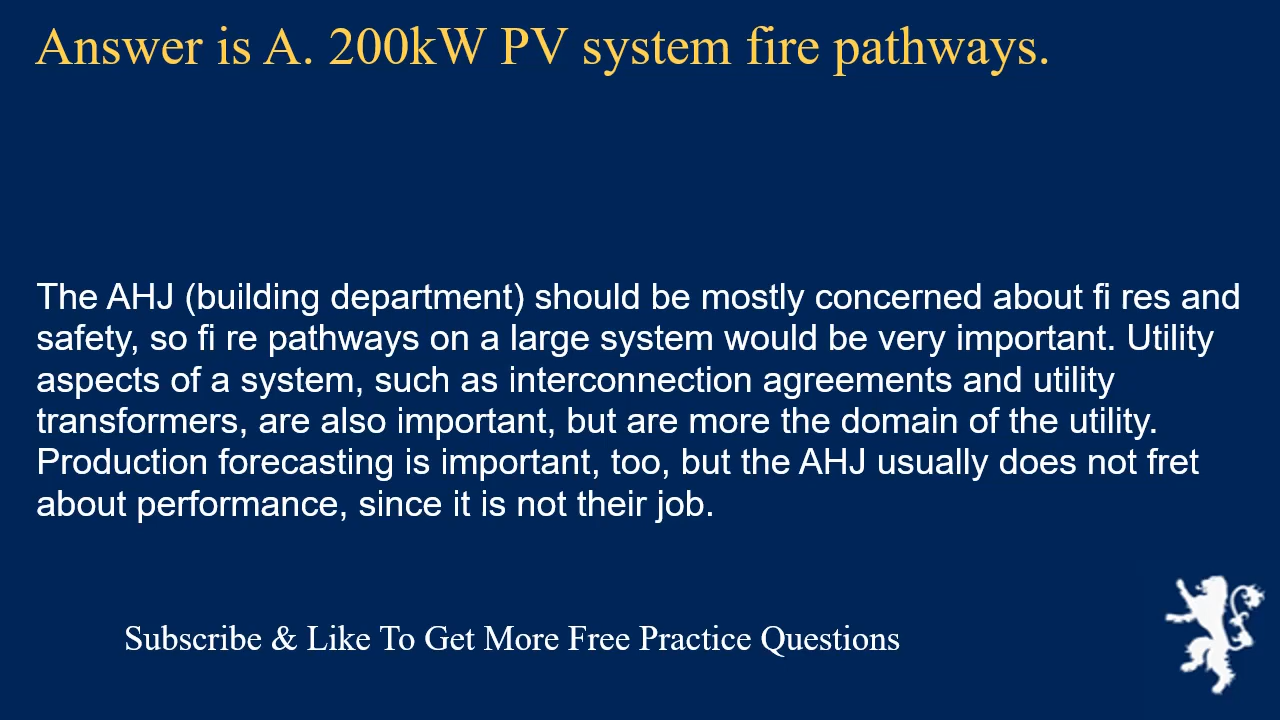 Answer is A. 200kW PV system fire pathways.
The AHJ (building department) should be mostly concerned about fi res and
safety, so fi re pathways on a large system would be very important. Utility
aspects of a system, such as interconnection agreements and utility
transformers, are also important, but are more the domain of the utility.
Production forecasting is important, too, but the AHJ usually does not fret
about performance, since it is not their job.
Subscribe & Like To Get More Free Practice Questions